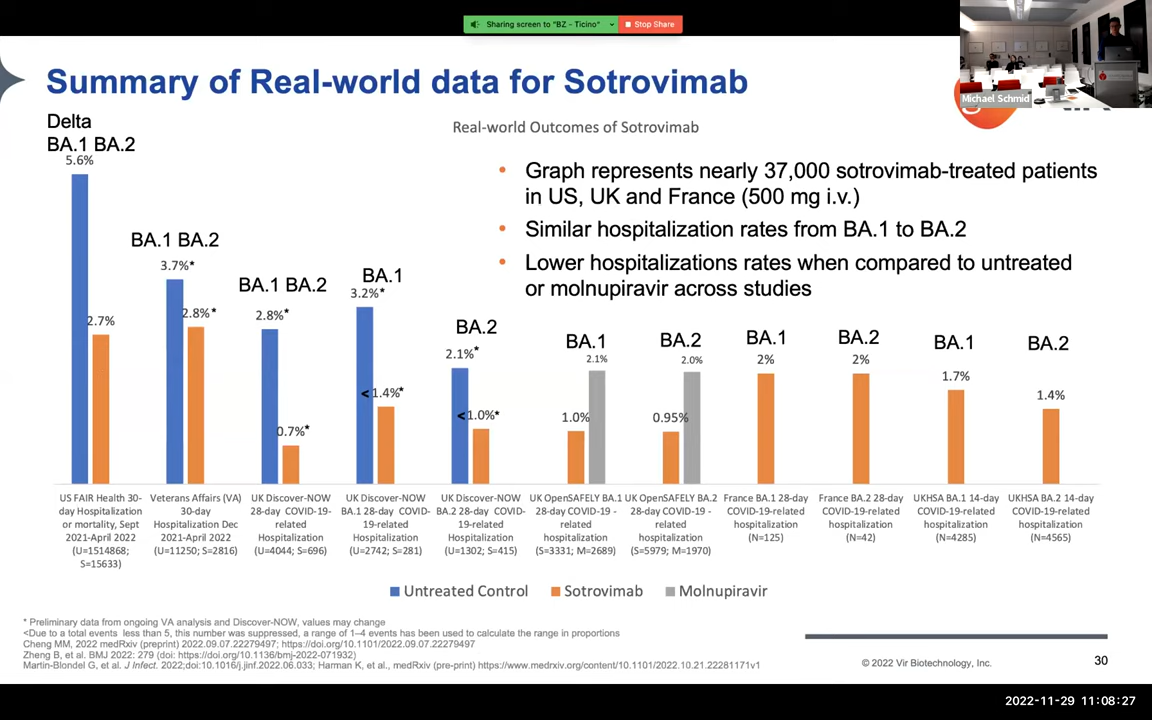 Sharing screen to "BZ - Ticino"
Stop Share
Michael Schmid
Summary of Real-world data for Sotrovimab
Real-world Outcomes of Sotrovimab
• Graph represents nearly 37,000 sotrovimab-treated patients
in US, UK and France (500 mg i.v.)
• Similar hospitalization rates from BA.1 to BA.2
• Lower hospitalizations rates when compared to untreated
or molnupiravir across studies
Delta
BA.1 BA.2
5.6%
2.7%
BA.1 BA.2
3.7%*
2.8%*
BA.1 BA.2
2.8%*
0.7%*
BA.1
3.2%*
<1.4%*
BA.2
2.1%*
<1.0%*
BA.1
1.0%
2.1%
BA.2
0.95%
2.0%
BA.1
2%
BA.2
2%
BA.1
1.7%
BA.2
1.4%
US FAIR Health 30-
day Hospitalization
or mortality, Sept
2021-April 2022
(U=1514868;
S=15633)
Veterans Affairs (VA)
30-day
Hospitalization Dec
2021-April 2022
(U=11250; S=2816)
UK Discover-NOW
28-day COVID-19-
related
Hospitalization
(U=4044; S=696)
UK Discover-NOW
BA.1 28-day COVID-
19-related
Hospitalization
(U=2742; S=281)
UK Discover-NOW
BA.2 28-day COVID-
19-related
Hospitalization
(U=1302; S=415)
UK OpenSAFELY BA.1
28-day COVID-19 -
related
hospitalization
(S=3331; M=2689)
UK OpenSAFELY BA.2
28-day COVID-19 -
related
hospitalization
(S=5979; M=1970)
France BA.1 28-day
COVID-19-related
hospitalization
(N=125)
France BA.2 28-day
COVID-19-related
hospitalization
(N=42)
UKHSA BA.1 14-day
COVID-19-related
hospitalization
(N=4285)
UKHSA BA.2 14-day
COVID-19-related
hospitalization
(N=4565)
Untreated Control
Sotrovimab
Molnupiravir
* Preliminary data from ongoing VA analysis and Discover-NOW, values may change
<Due to a total events less than 5, this number was suppressed, a range of 1–4 events has been used to calculate the range in proportions
Cheng MM, 2022 medRxiv (preprint) 2022.09.07.22279497; https://doi.org/10.1101/2022.09.07.22279497
Zheng B, et al. BMJ 2022: 279 (doi: https://doi.org/10.1136/bmj-2022-071932)
Martin-Blondel G, et al. J Infect. 2022;doi:10.1016/j.jinf.2022.06.033; Harman K, et al., medRxiv (pre-print) https://www.medrxiv.org/content/10.1101/2022.10.21.22281171v1
© 2022 Vir Biotechnology, Inc.
30
2022-11-29 11:08:27